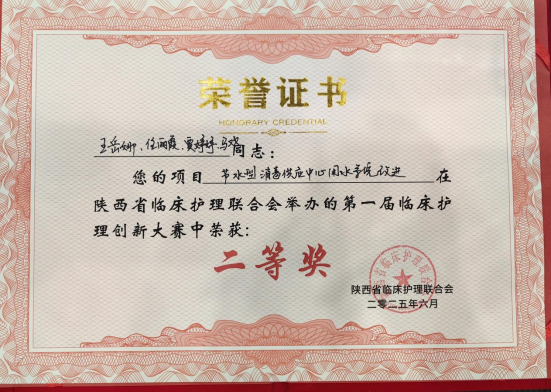 荣誉证书
HONORARY CREDENTIAL
王岳娜、任丽霞、贾婷婷、马戈同志：
您的项目 节水型消毒供应中心用水系统改进 在
陕西省临床护理联合会举办的第一届临床护
理创新大赛中荣获：
二等奖
陕西省临床护理联合会
二〇二五年六月